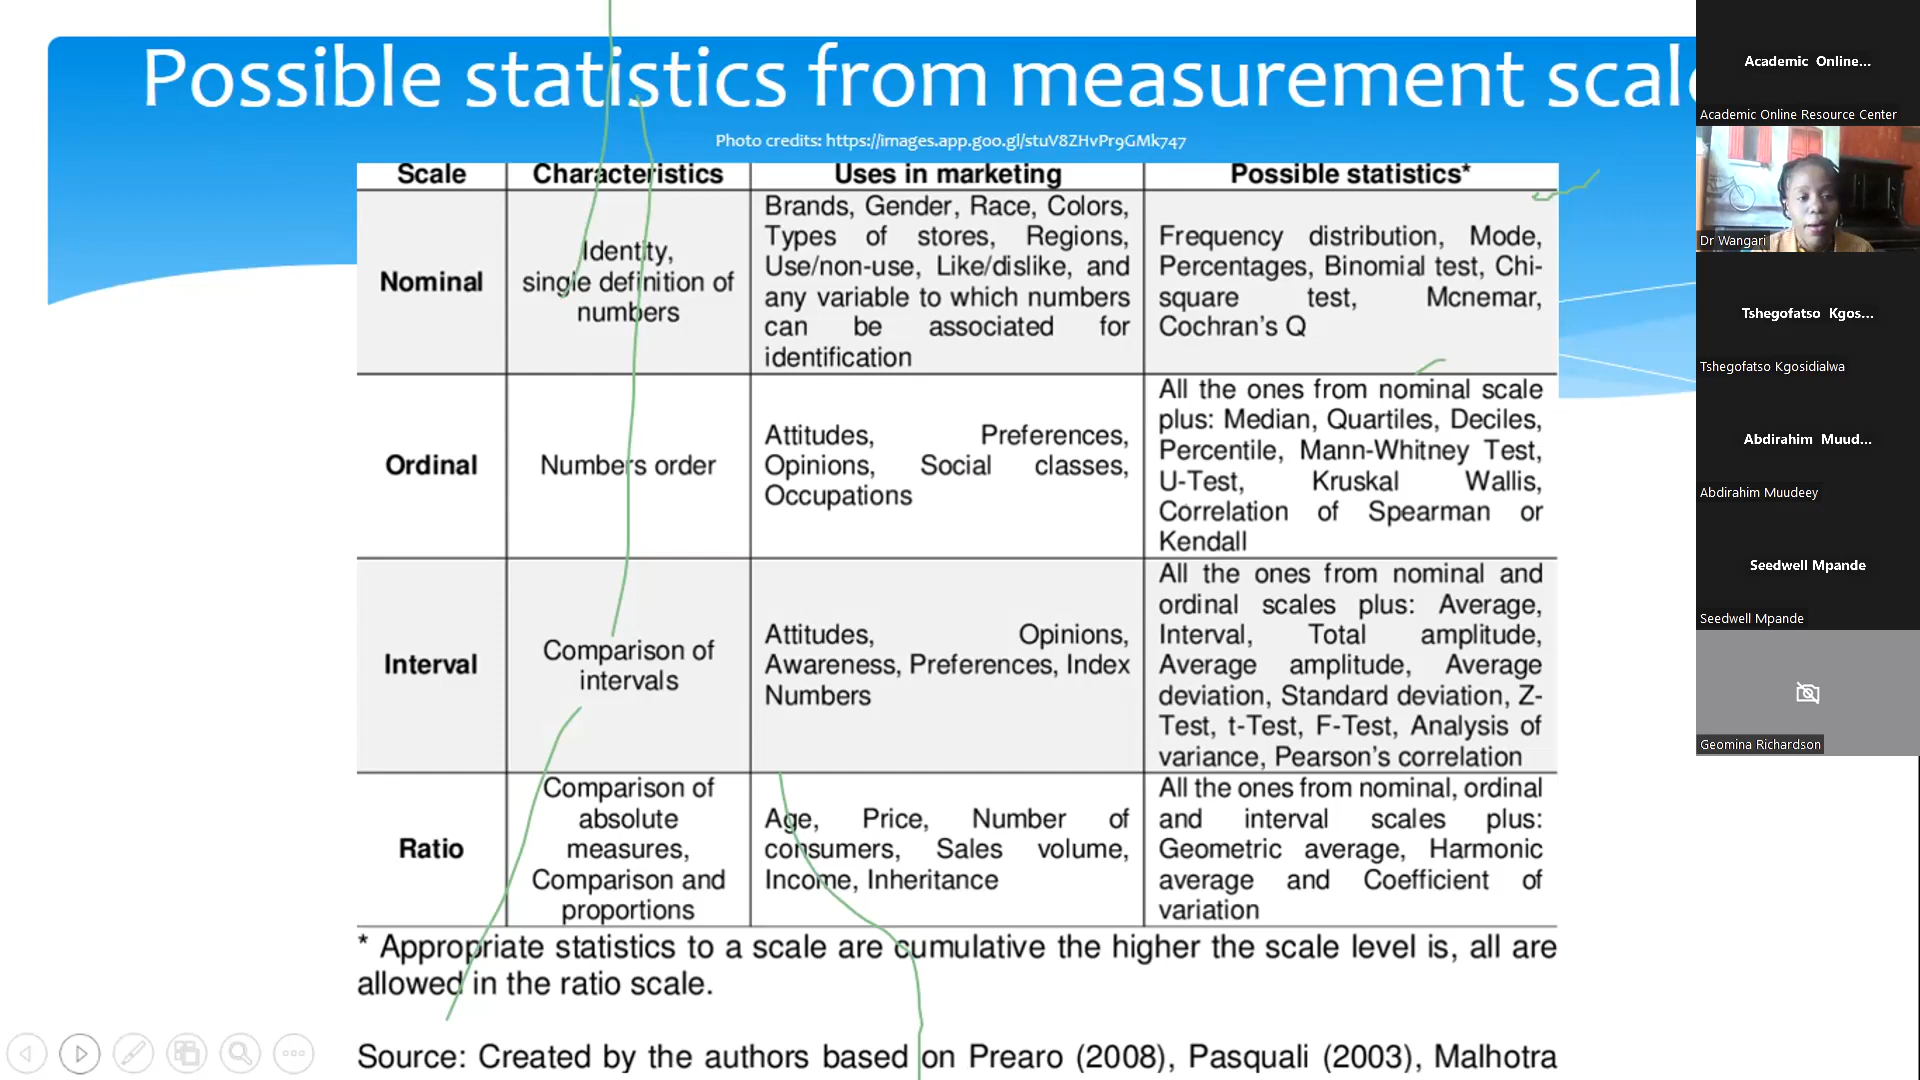 Possible statistics from measurement scal
Photo credits: https://images.app.goo.gl/stuV8ZHvPr9GMk747
Scale Characteristics Uses in marketing Possible statistics*
Nominal
Identity,
single definition of
numbers
Brands, Gender, Race, Colors,
Types of stores, Regions,
Use/non-use, Like/dislike, and
any variable to which numbers
can be associated for
identification
Frequency distribution, Mode,
Percentages, Binomial test, Chi-
square test, Mcnemar,
Cochran's Q
Ordinal
Numbers order
Attitudes, Preferences,
Opinions, Social classes,
Occupations
All the ones from nominal scale
plus: Median, Quartiles, Deciles,
Percentile, Mann-Whitney Test,
U-Test, Kruskal Wallis,
Correlation of Spearman or
Kendall
Interval
Comparison of
intervals
Attitudes, Opinions,
Awareness, Preferences, Index
Numbers
All the ones from nominal and
ordinal scales plus: Average,
Interval, Total amplitude,
Average amplitude, Average
deviation, Standard deviation, Z-
Test, t-Test, F-Test, Analysis of
variance, Pearson's correlation
Ratio
Comparison of
absolute
measures,
Comparison and
proportions
Age, Price, Number of
consumers, Sales volume,
Income, Inheritance
All the ones from nominal, ordinal
and interval scales plus:
Geometric average, Harmonic
average and Coefficient of
variation
* Appropriate statistics to a scale are cumulative the higher the scale level is, all are
allowed in the ratio scale.
Source: Created by the authors based on Prearo (2008), Pasquali (2003), Malhotra
Academic Online...
Academic Online Resource Center
Dr Wangari
Tshegofatso Kgos...
Tshegofatso Kgosidialwa
Abdirahim Muud...
Abdirahim Muudeey
Seedwell Mpande
Seedwell Mpande
Geomina Richardson